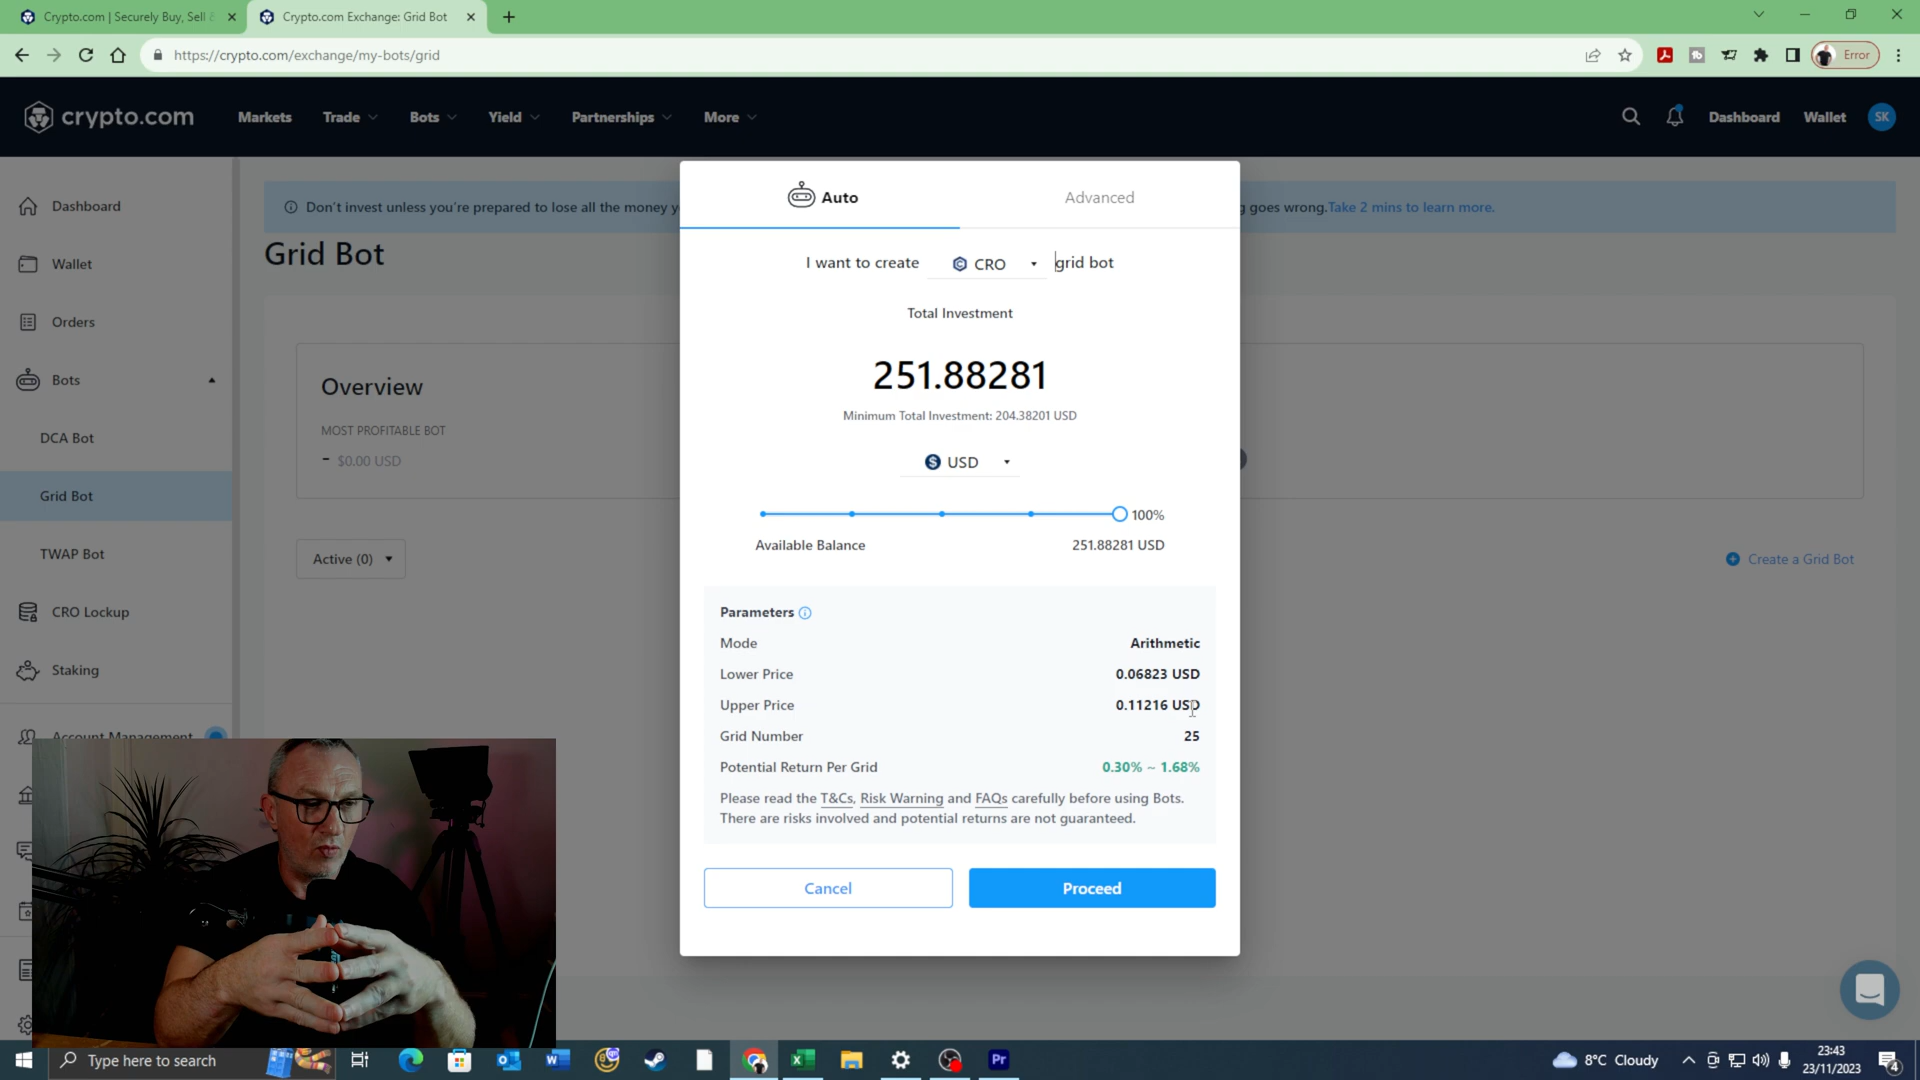 Crypto.com | Securely Buy, Sell &
Crypto.com Exchange: Grid Bot
https://crypto.com/exchange/my-bots/grid
Error
crypto.com
Markets
Trade
Bots
Yield
Partnerships
More
Dashboard
Wallet
SK
Dashboard
Wallet
Orders
Bots
DCA Bot
Grid Bot
TWAP Bot
CRO Lockup
Staking
Account Management
Don't invest unless you're prepared to lose all the money y
g goes wrong.Take 2 mins to learn more.
Grid Bot
Overview
MOST PROFITABLE BOT
- $0.00 USD
Active (0)
Create a Grid Bot
Auto
Advanced
I want to create CRO grid bot
Total Investment
251.88281
Minimum Total Investment: 204.38201 USD
USD
100%
Available Balance 251.88281 USD
Parameters
Mode Arithmetic
Lower Price 0.06823 USD
Upper Price 0.11216 USD
Grid Number 25
Potential Return Per Grid 0.30% ~ 1.68%
Please read the T&Cs, Risk Warning and FAQs carefully before using Bots.
There are risks involved and potential returns are not guaranteed.
Cancel
Proceed
Type here to search
Pr
8°C Cloudy
23:43
23/11/2023
4